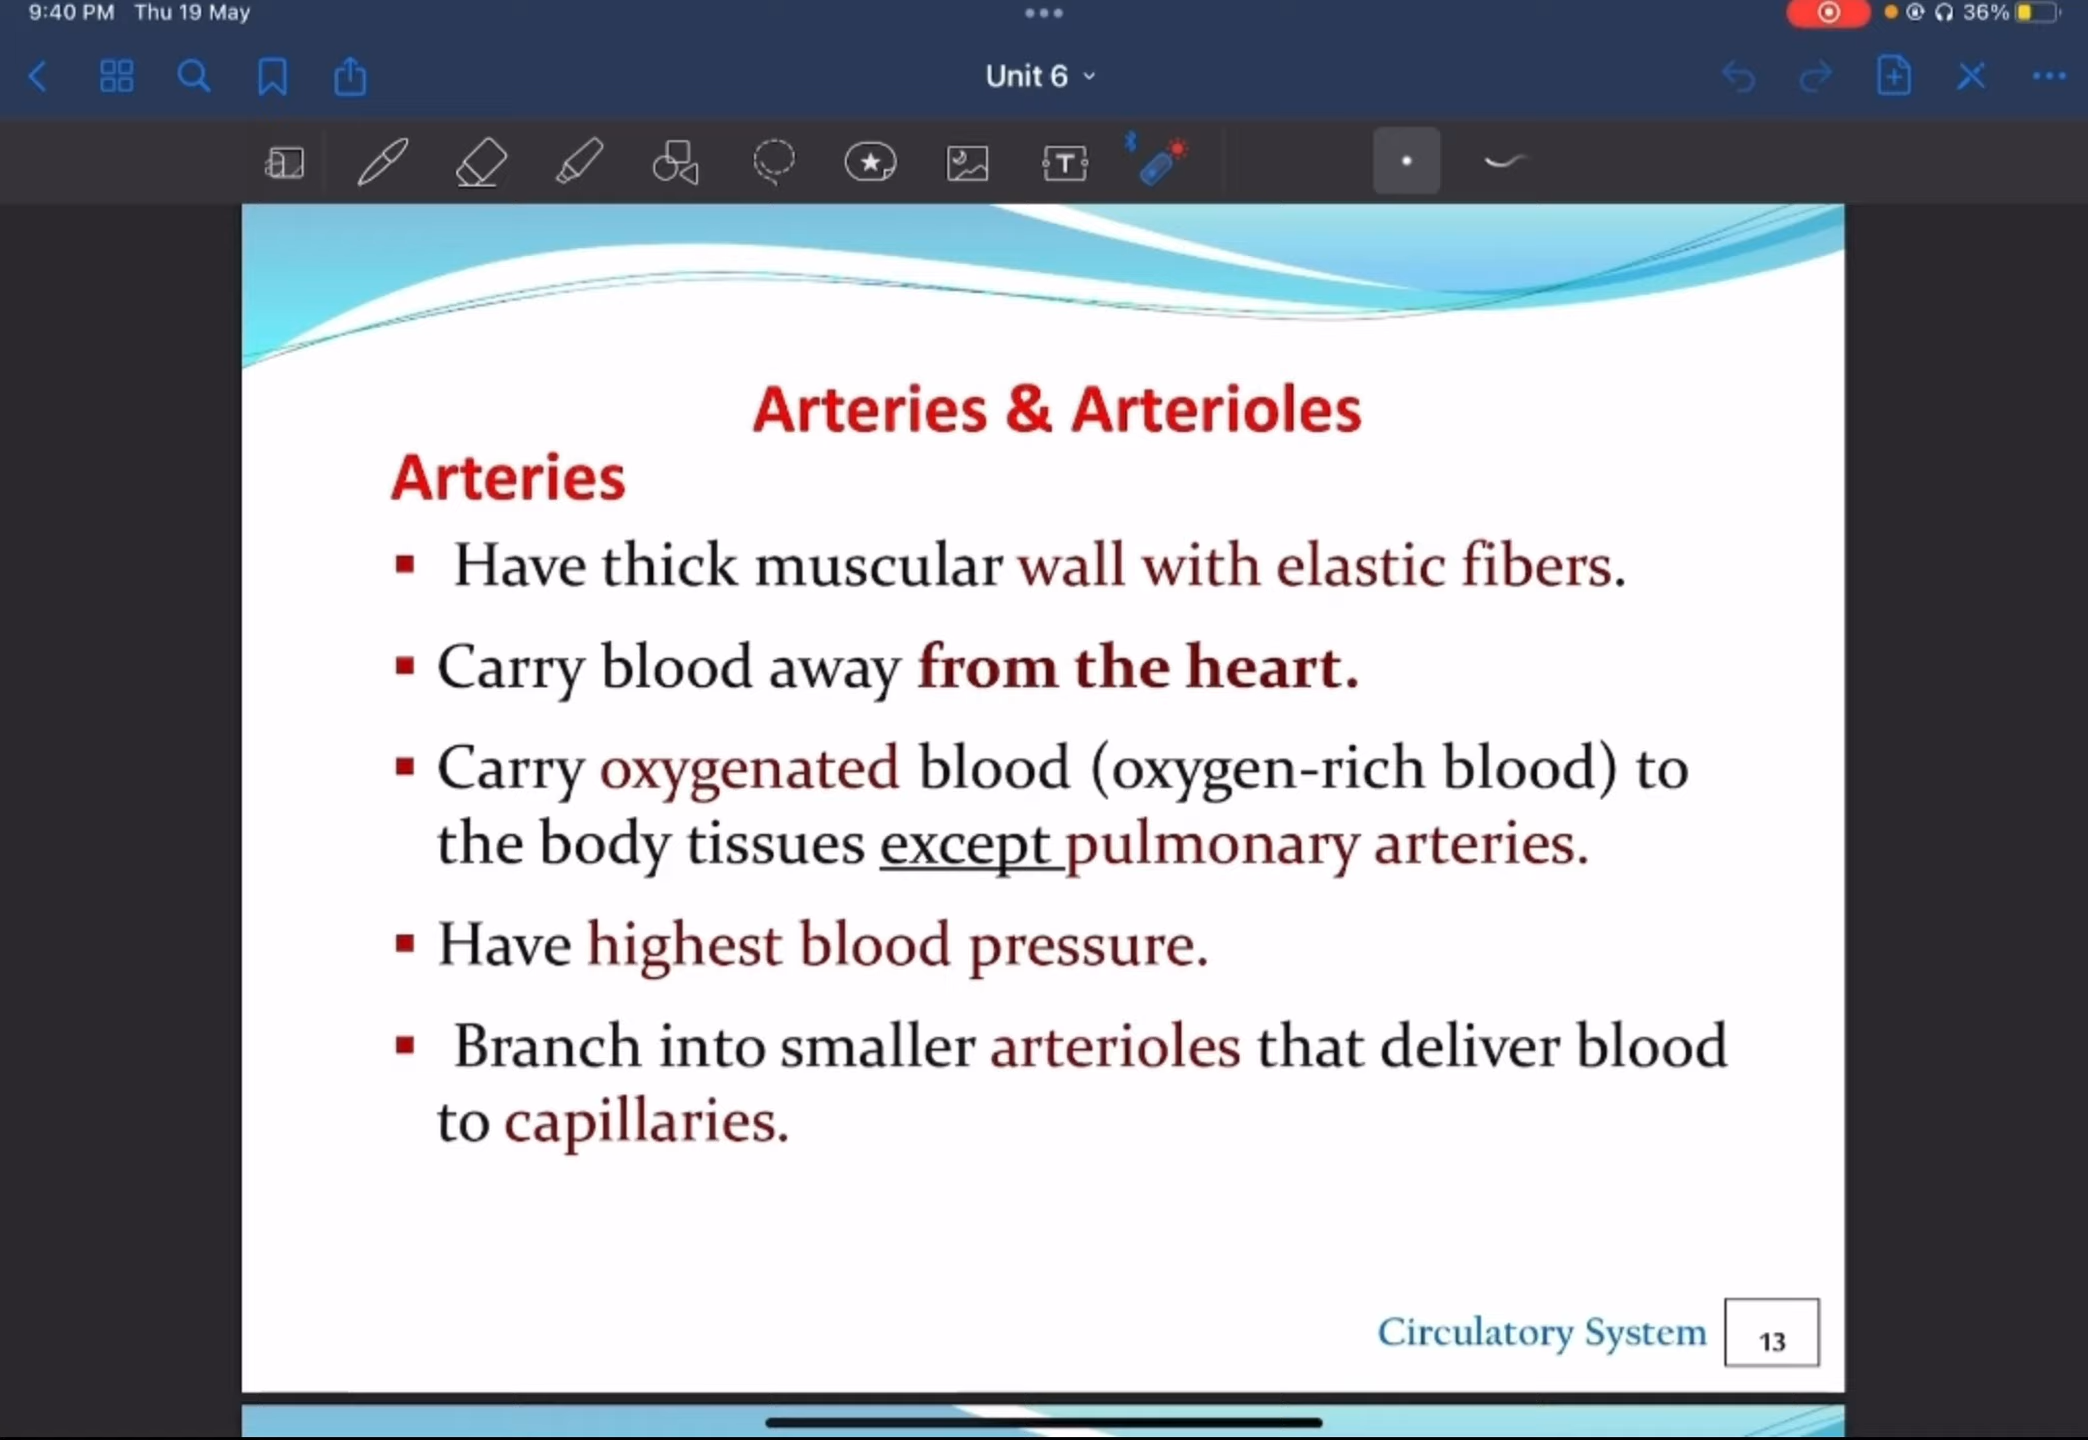 9:40 PM Thu 19 May
36%
Unit 6
T
Arteries & Arterioles
Arteries
▪ Have thick muscular wall with elastic fibers.
▪ Carry blood away from the heart.
▪ Carry oxygenated blood (oxygen-rich blood) to
the body tissues except pulmonary arteries.
▪ Have highest blood pressure.
▪ Branch into smaller arterioles that deliver blood
to capillaries.
Circulatory System 13